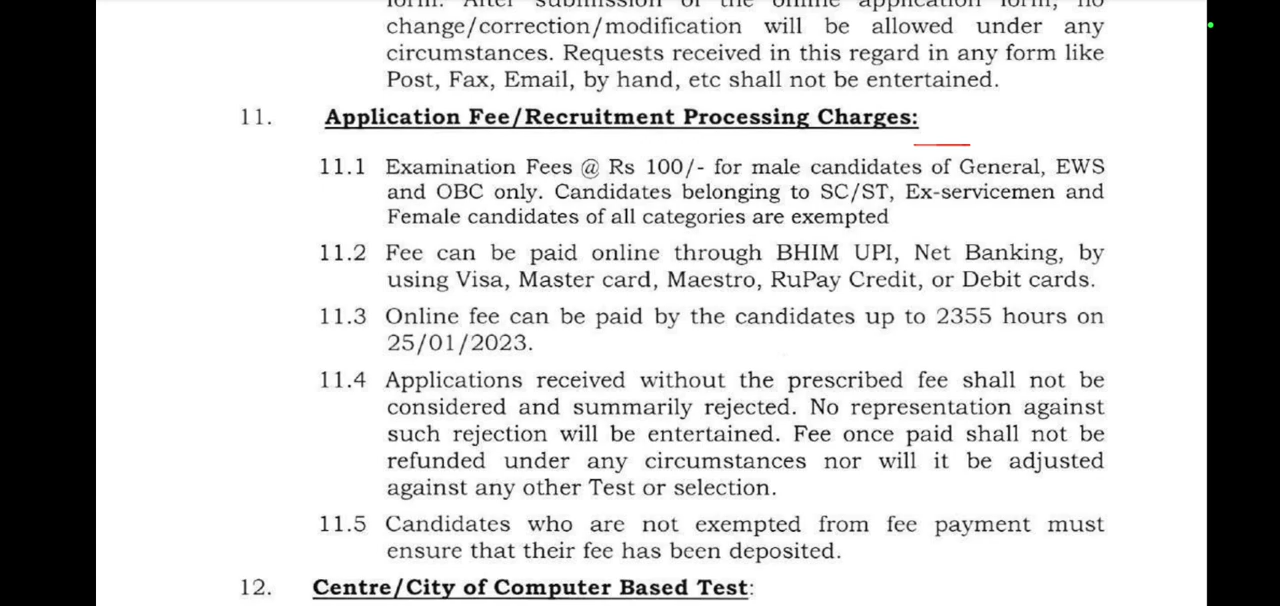 form. After submission of the online application form, no
change/correction/modification will be allowed under any
circumstances. Requests received in this regard in any form like
Post, Fax, Email, by hand, etc shall not be entertained.
11. Application Fee/Recruitment Processing Charges:
11.1 Examination Fees @ Rs 100/- for male candidates of General, EWS
and OBC only. Candidates belonging to SC/ST, Ex-servicemen and
Female candidates of all categories are exempted
11.2 Fee can be paid online through BHIM UPI, Net Banking, by
using Visa, Master card, Maestro, RuPay Credit, or Debit cards.
11.3 Online fee can be paid by the candidates up to 2355 hours on
25/01/2023.
11.4 Applications received without the prescribed fee shall not be
considered and summarily rejected. No representation against
such rejection will be entertained. Fee once paid shall not be
refunded under any circumstances nor will it be adjusted
against any other Test or selection.
11.5 Candidates who are not exempted from fee payment must
ensure that their fee has been deposited.
12. Centre/City of Computer Based Test: